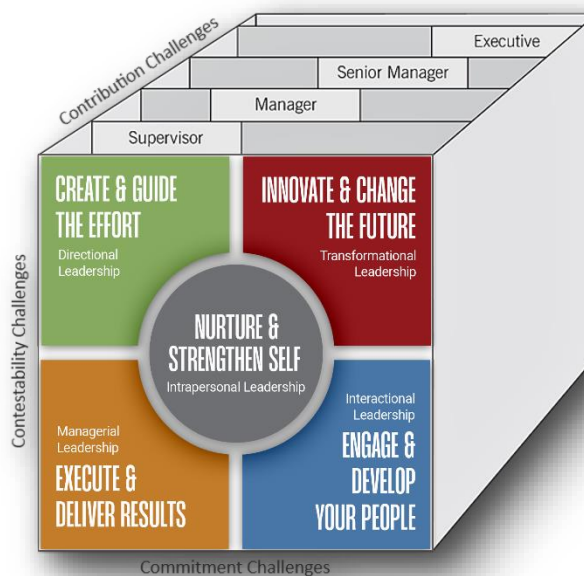 Contribution Challenges
Executive
Senior Manager
Manager
Supervisor
Contestability Challenges
CREATE & GUIDE
THE EFFORT
Directional
Leadership
INNOVATE & CHANGE
THE FUTURE
Transformational
Leadership
NURTURE &
STRENGTHEN SELF
Intrapersonal Leadership
Managerial
Leadership
EXECUTE &
DELIVER RESULTS
Interactional
Leadership
ENGAGE &
DEVELOP
YOUR PEOPLE
Commitment Challenges